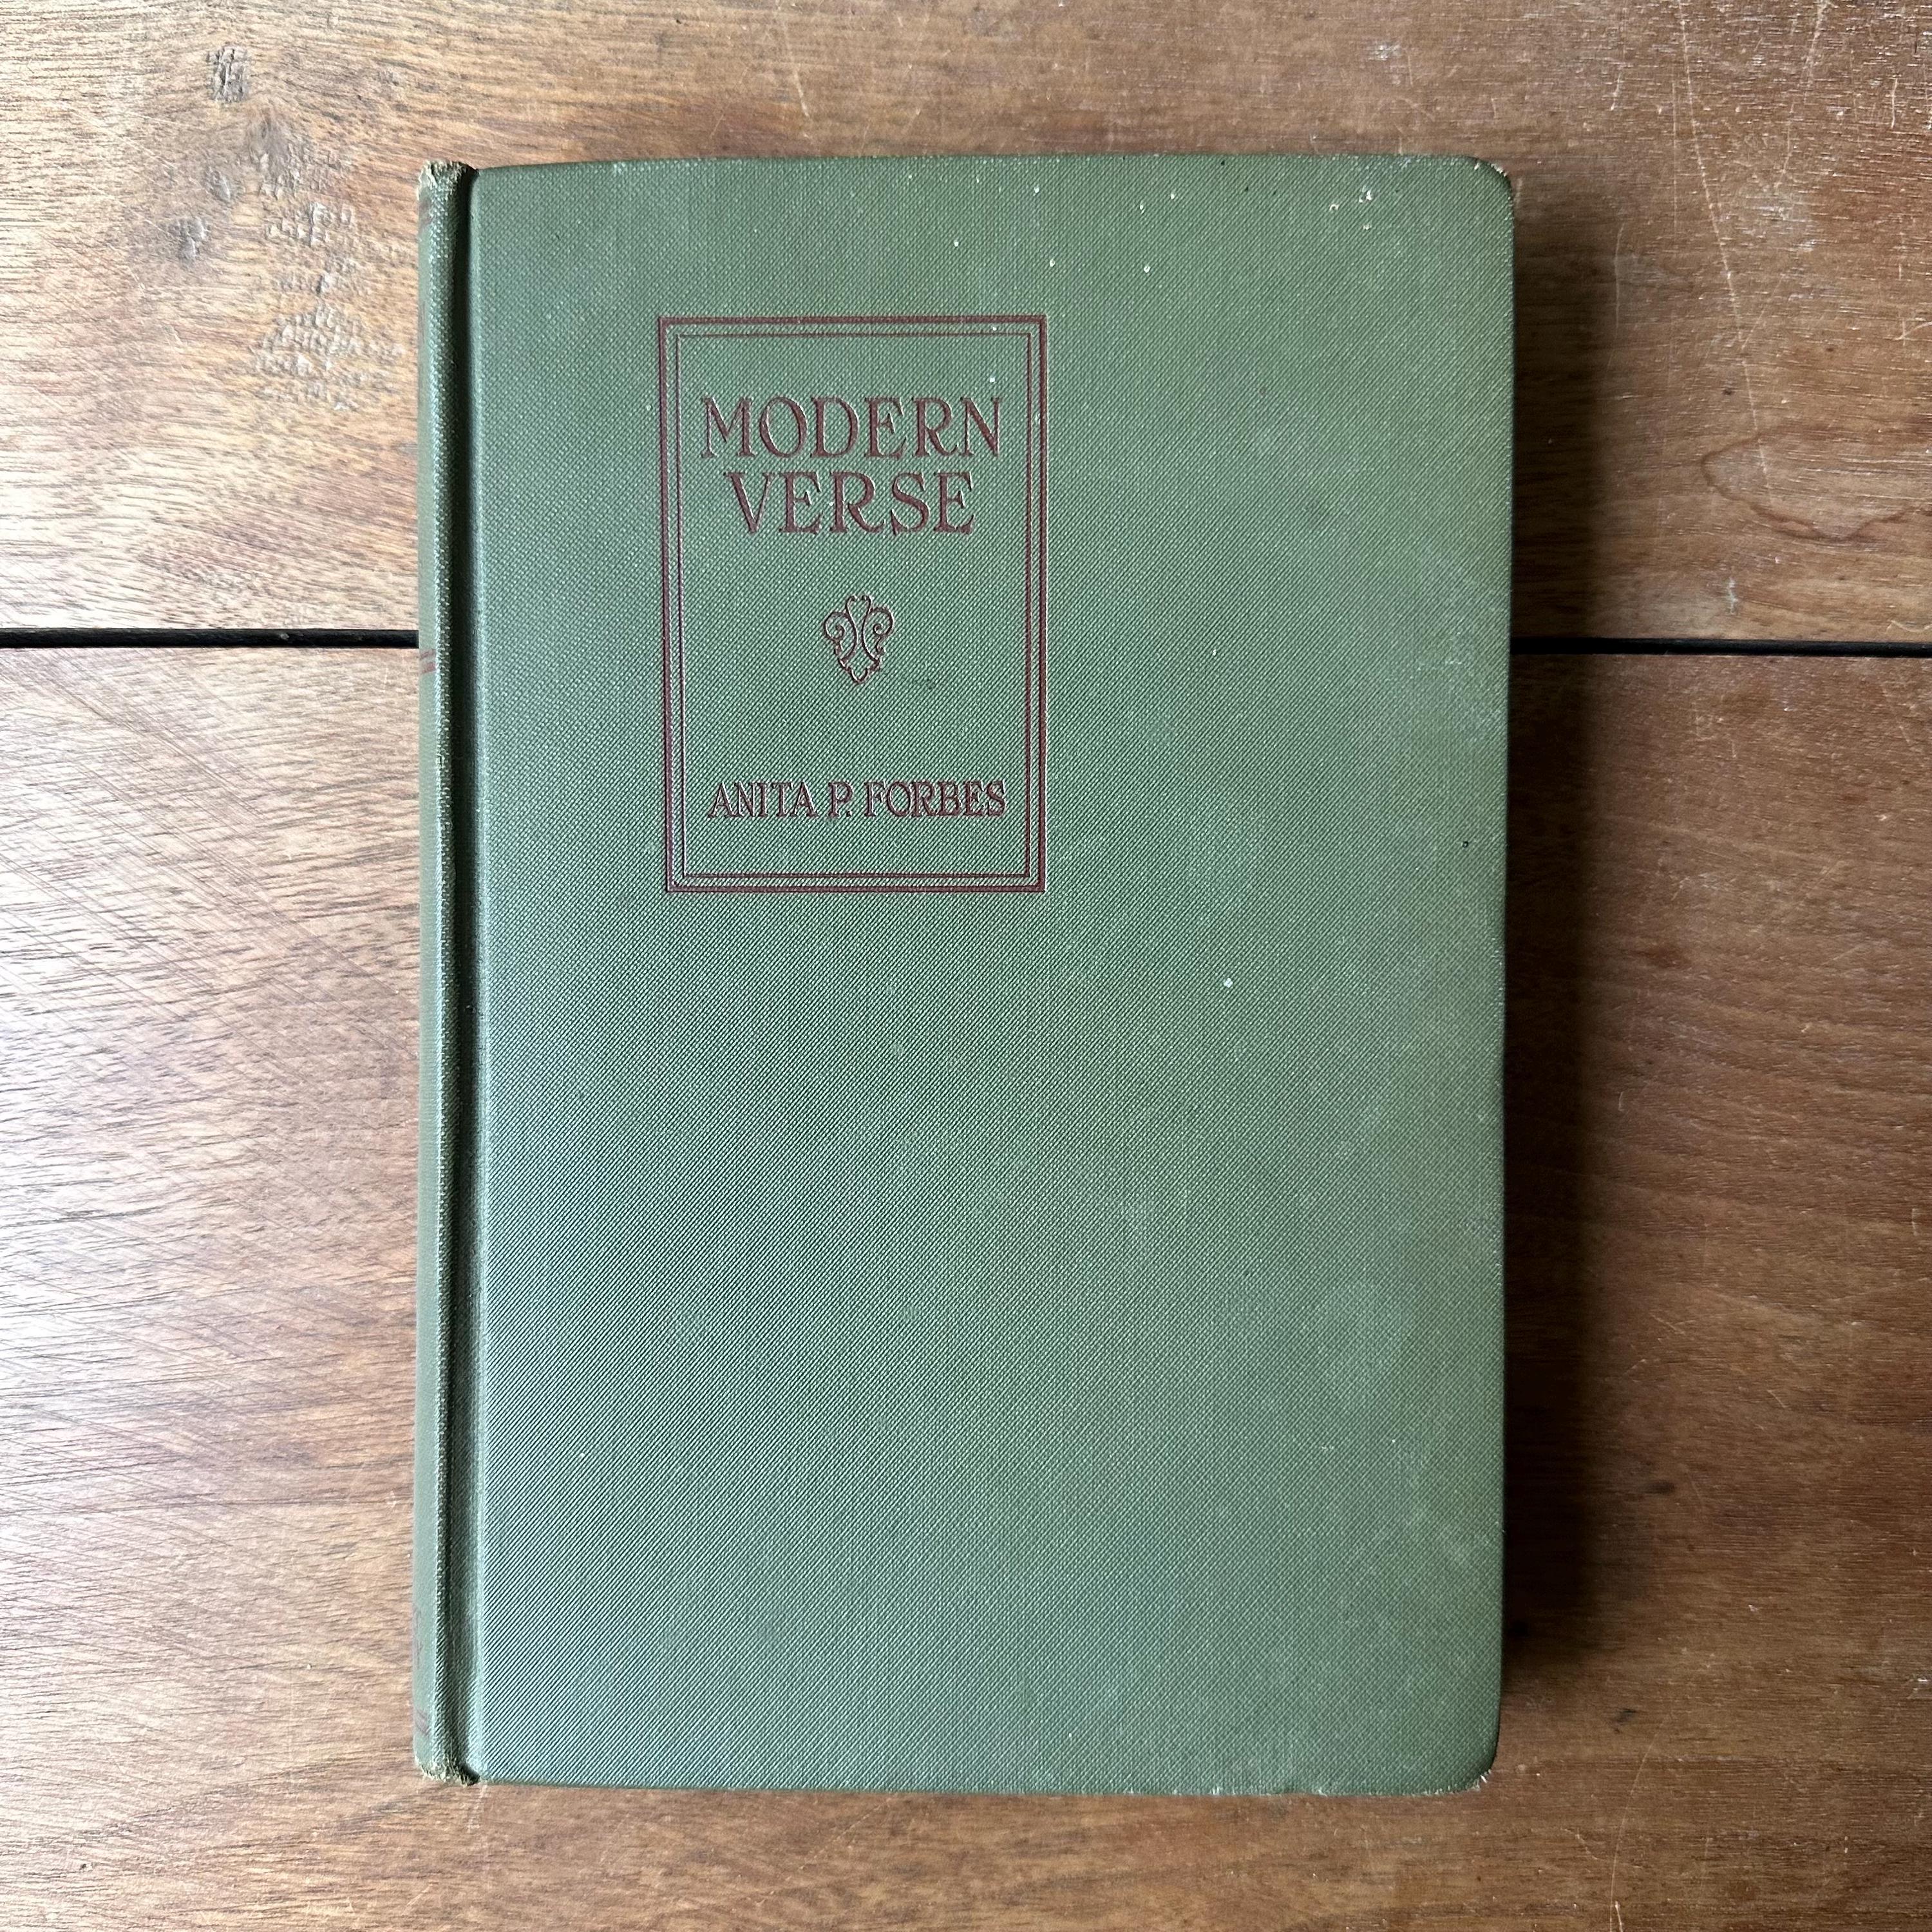 MODERN
VERSE
ANITA P. FORBES